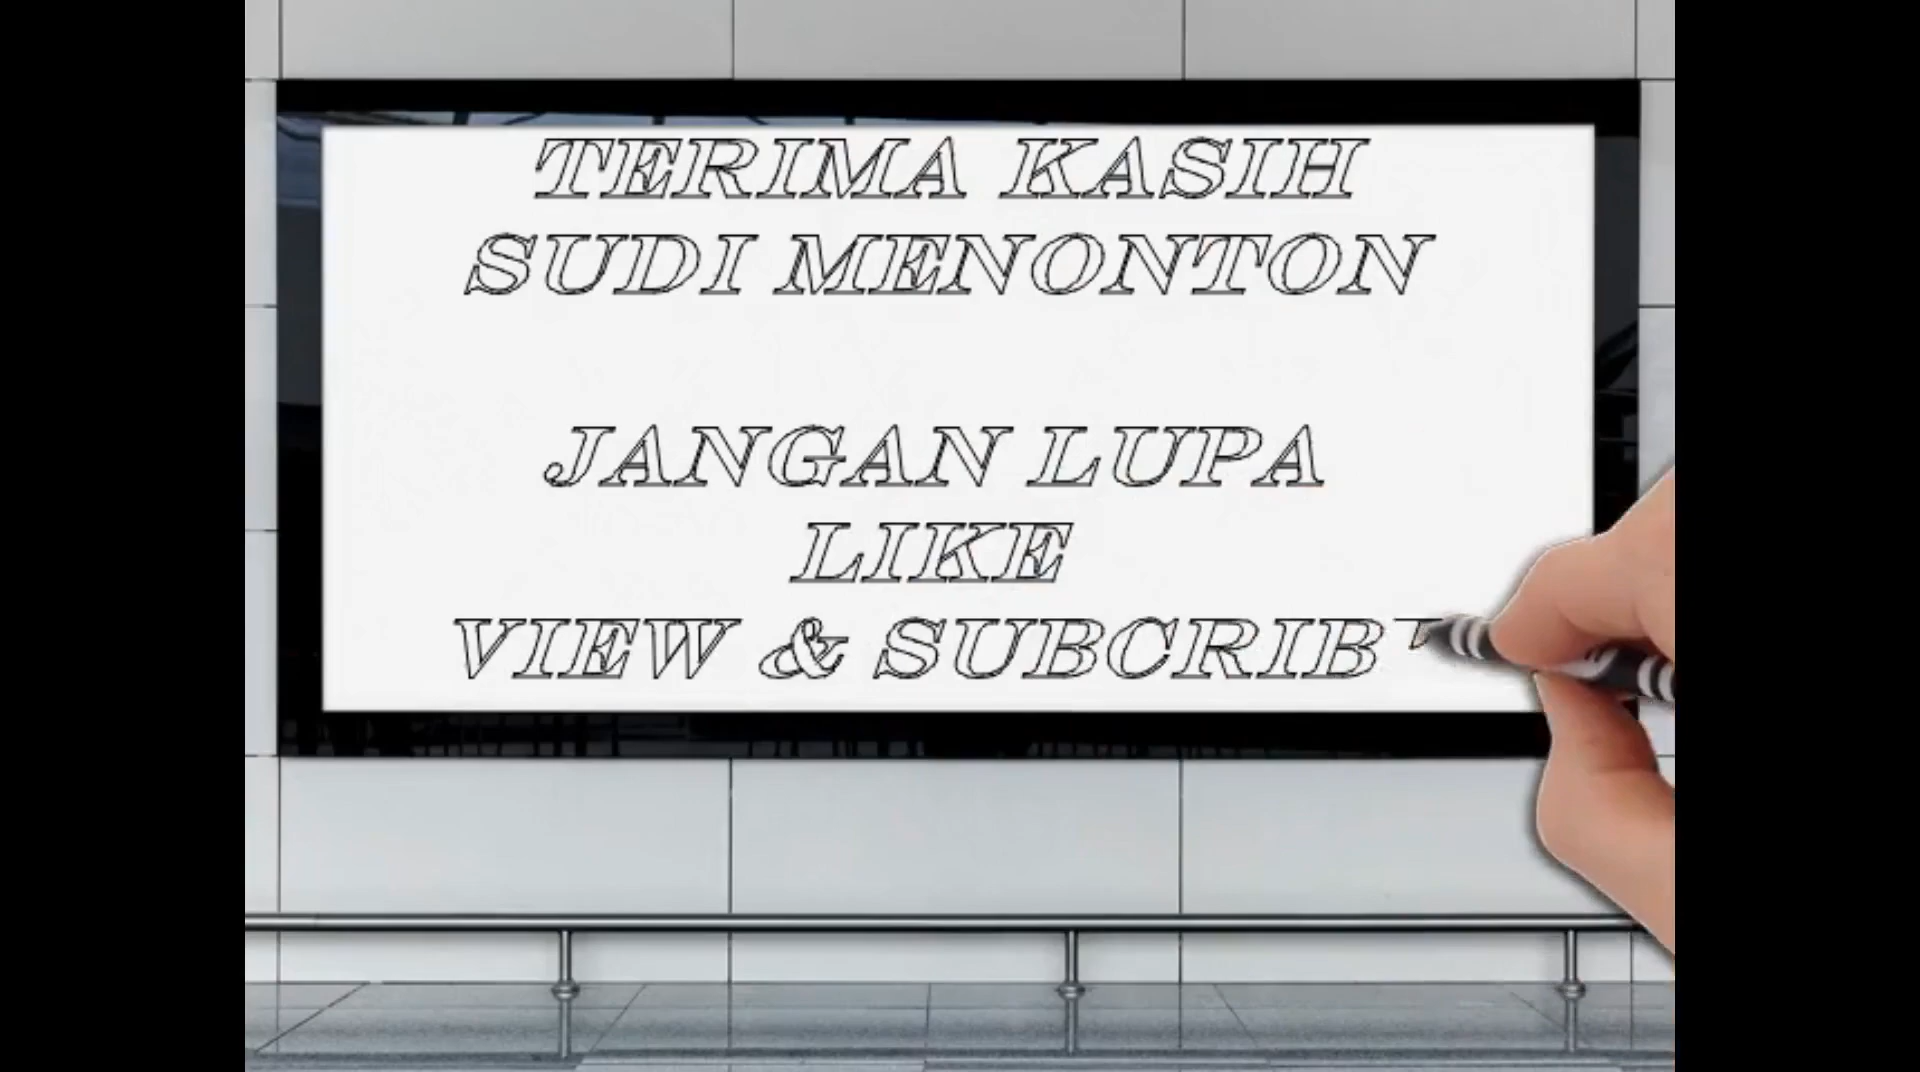 TERIMA KASIH
SUDI MENONTON
JANGAN LUPA
LIKE
VIEW & SUBCRIB